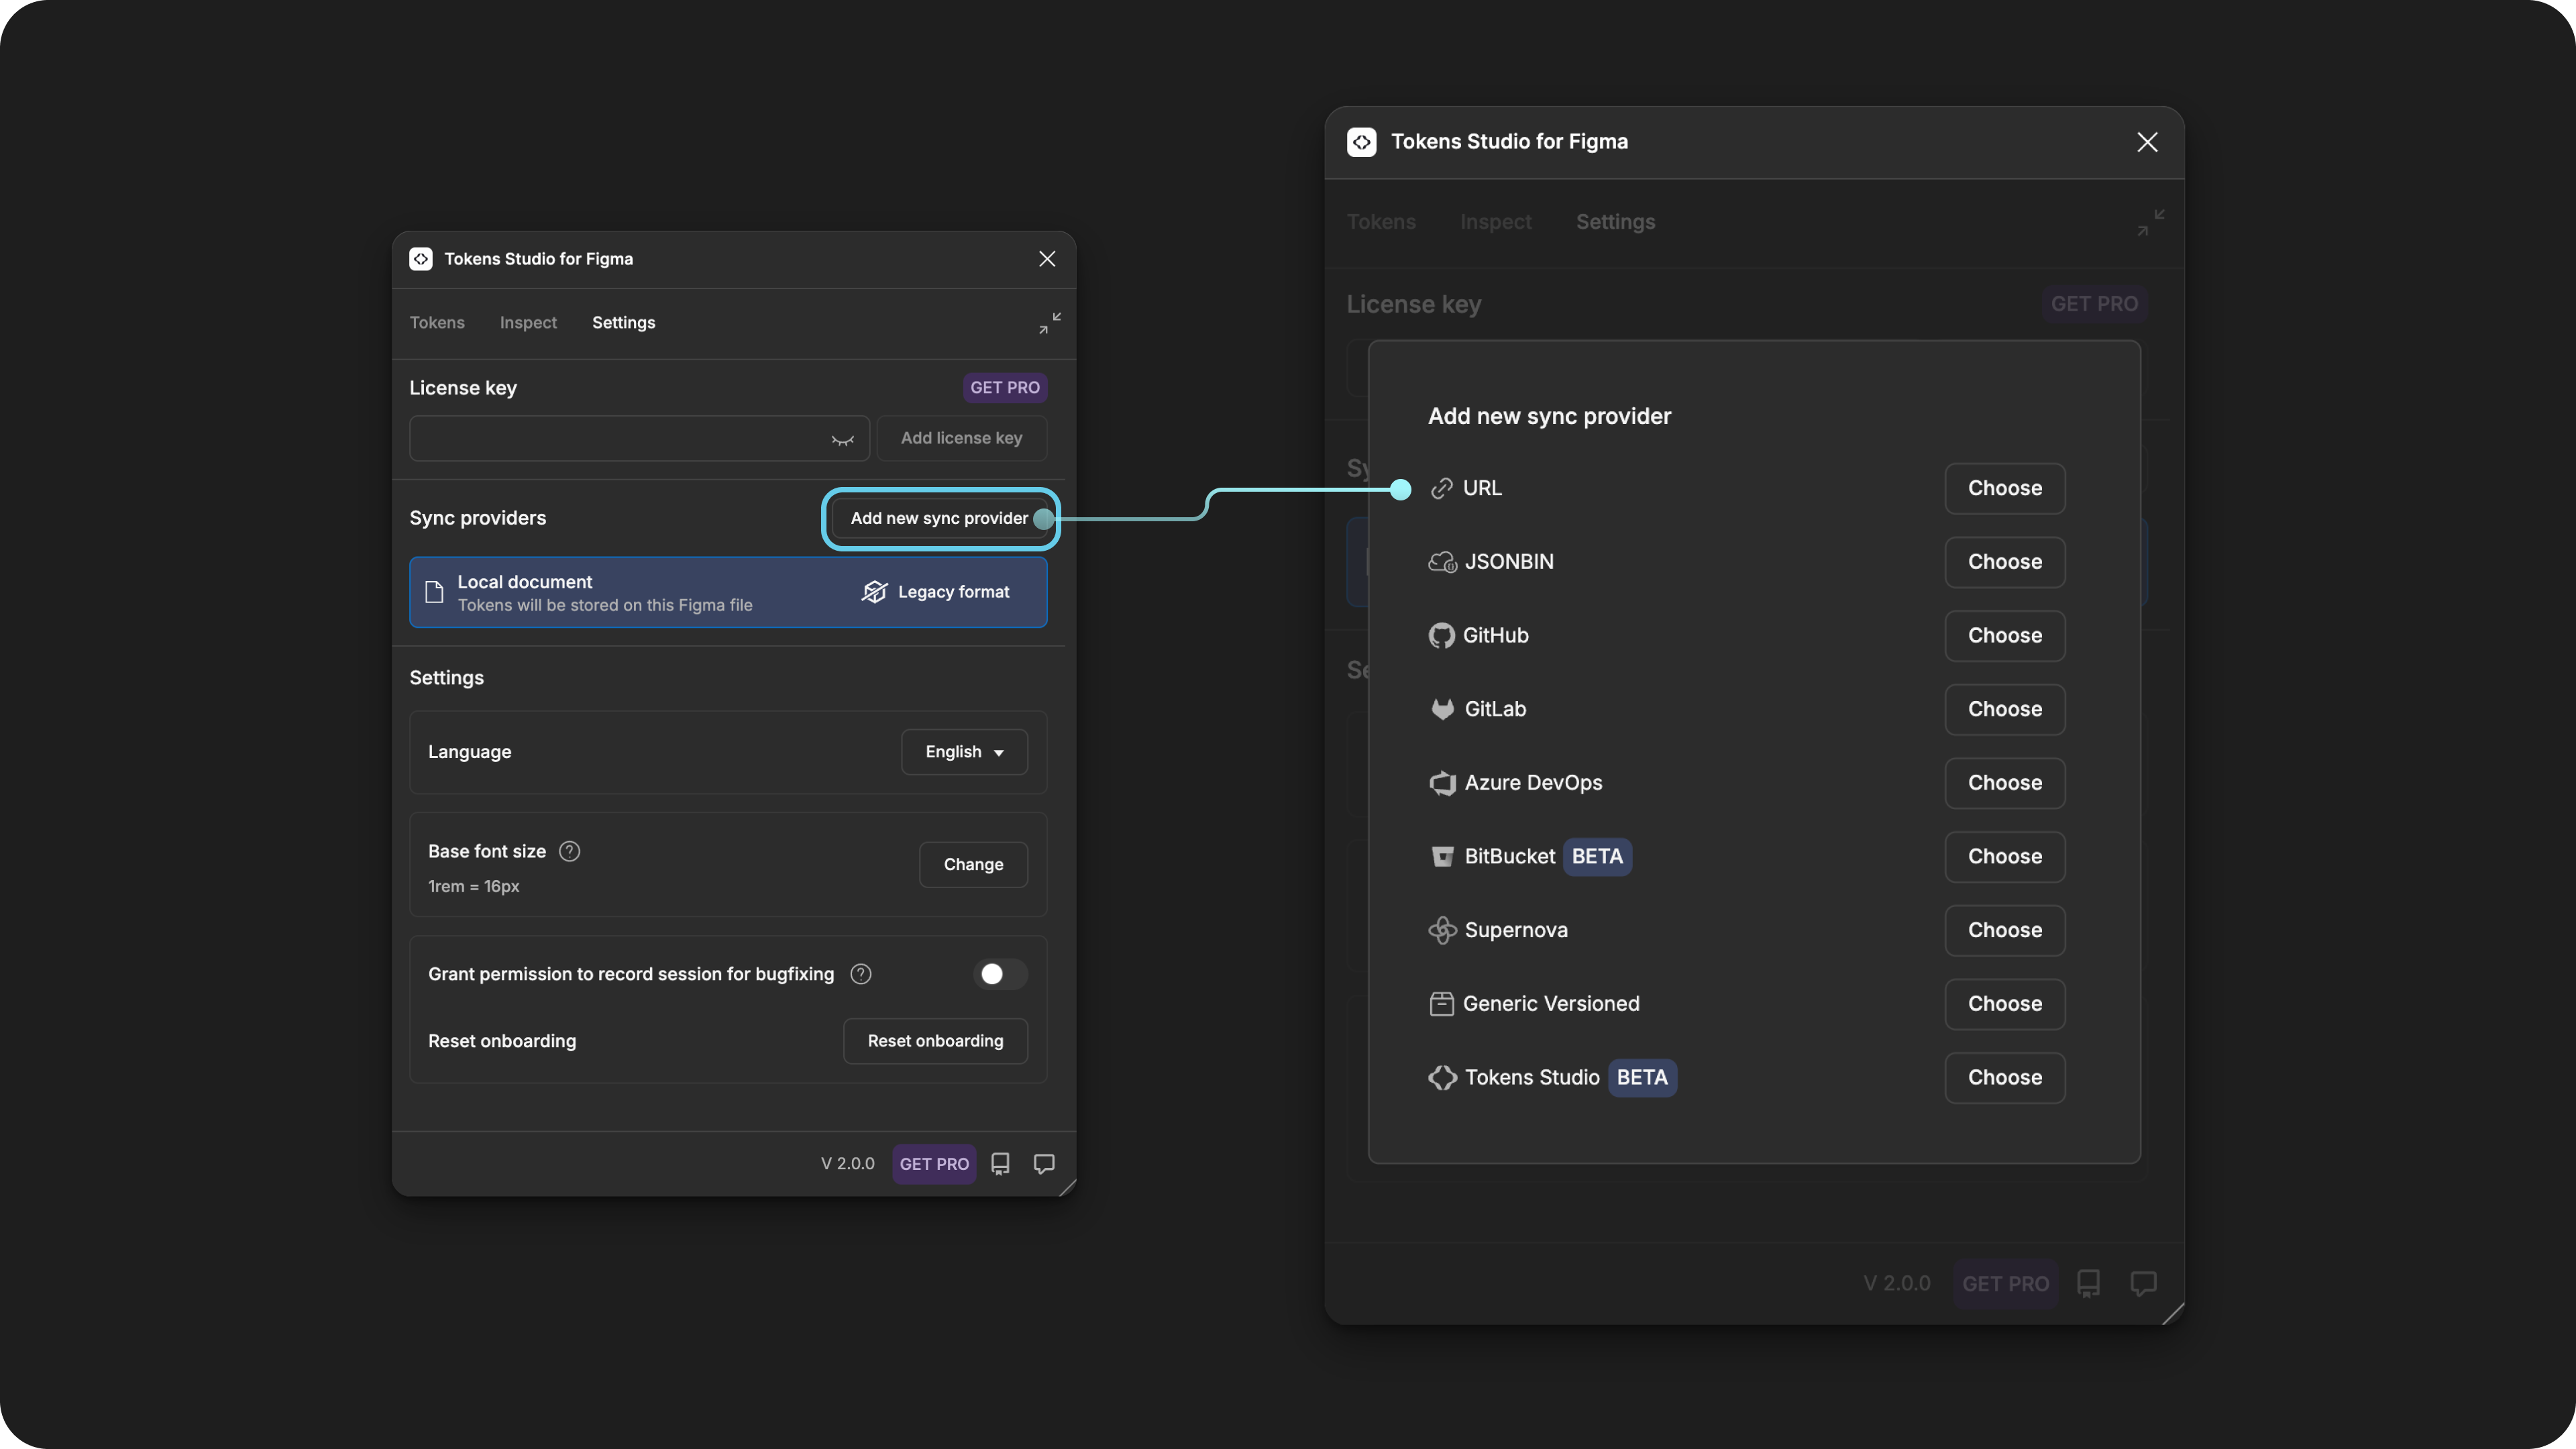 Tokens Studio for Figma
Tokens Inspect Settings
License key GET PRO
Add license key
Sync providers Add new sync provider
Local document
Tokens will be stored on this Figma file
Legacy format
Settings
Language English
Base font size
1rem = 16px
Change
Grant permission to record session for bugfixing
Reset onboarding Reset onboarding
V 2.0.0 GET PRO
Tokens Studio for Figma
Tokens Inspect Settings
License key GET PRO
Add new sync provider
Sy
URL Choose
JSONBIN Choose
GitHub Choose
Se
GitLab Choose
Azure DevOps Choose
BitBucket BETA Choose
Supernova Choose
Generic Versioned Choose
Tokens Studio BETA Choose
V 2.0.0 GET PRO